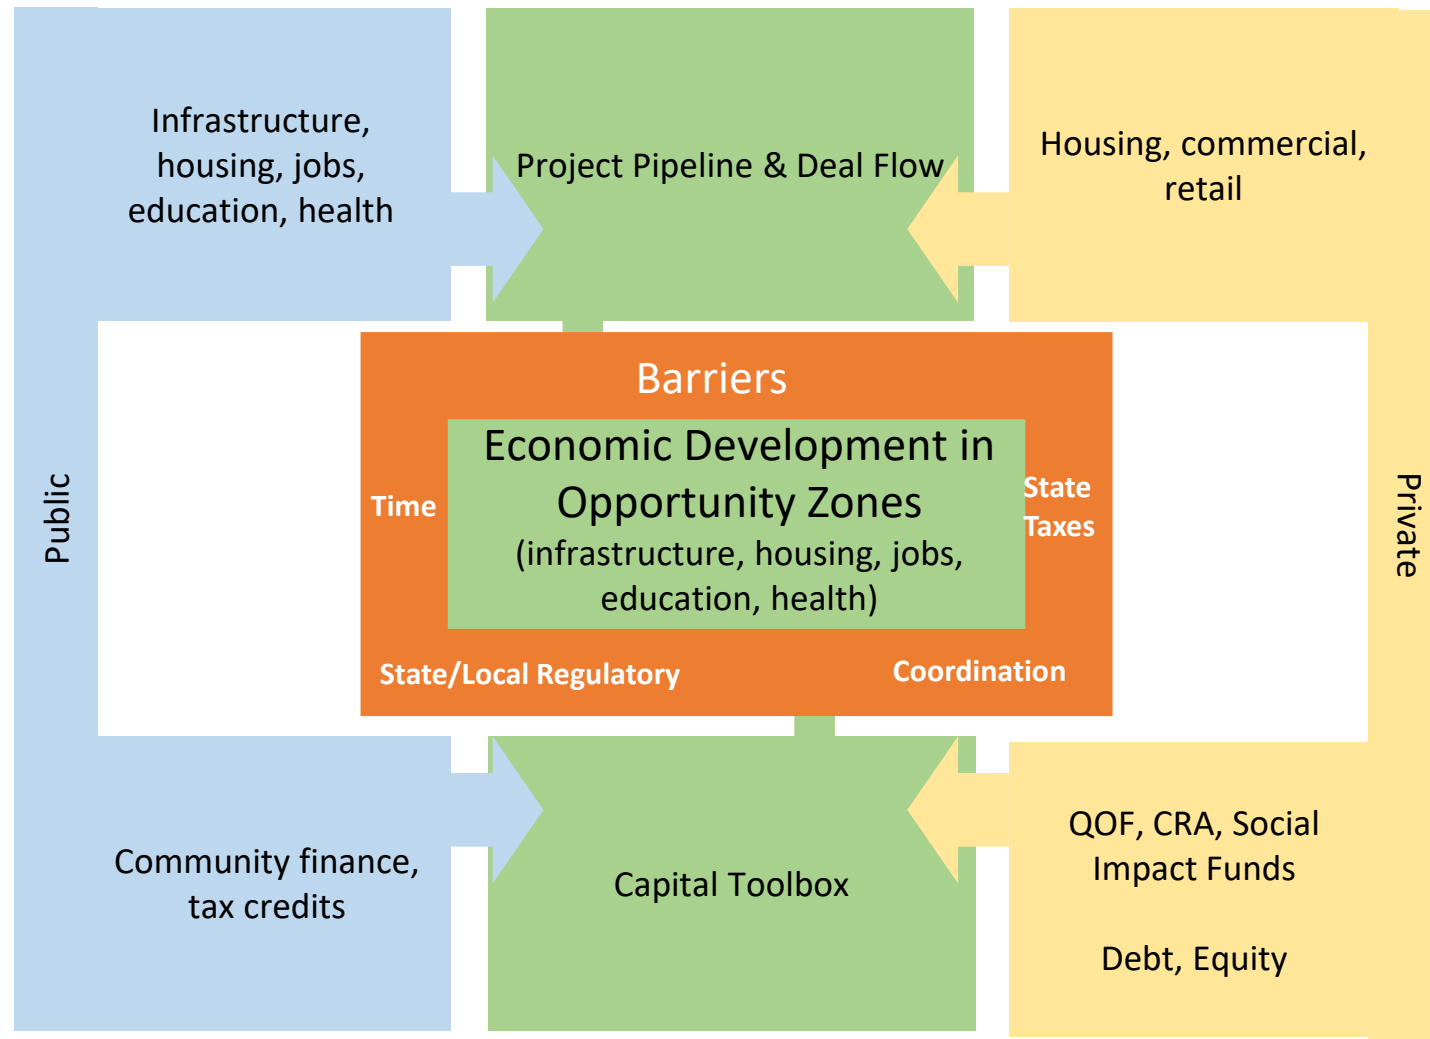 Infrastructure,
housing, jobs,
education, health
Project Pipeline & Deal Flow
Housing, commercial,
retail
Public
Barriers
Economic Development in
Opportunity Zones
(infrastructure, housing, jobs,
education, health)
Time
State
Taxes
State/Local Regulatory
Coordination
Private
Community finance,
tax credits
Capital Toolbox
QOF, CRA, Social
Impact Funds
Debt, Equity